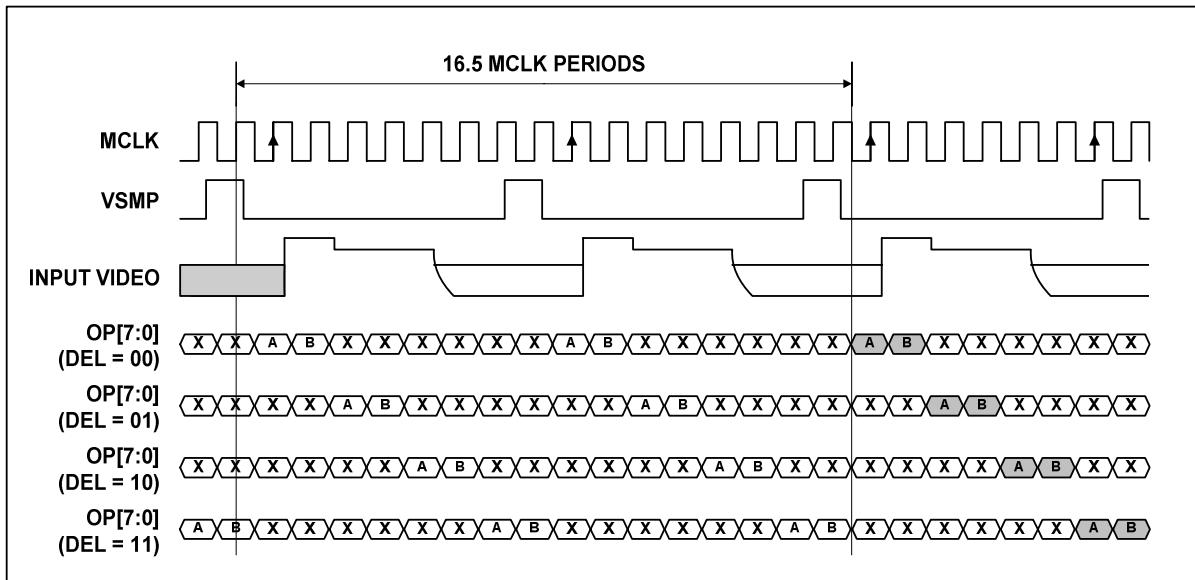 16.5 MCLK PERIODS
MCLK
VSMP
INPUT VIDEO
OP[7:0]
(DEL = 00)
X X A B X X X X X X A B X X X X X X A B X X X X X X
OP[7:0]
(DEL = 01)
X X X X A B X X X X X X A B X X X X X X A B X X X X
OP[7:0]
(DEL = 10)
X X X X X X A B X X X X X X A B X X X X X X A B X X
OP[7:0]
(DEL = 11)
A B X X X X X X A B X X X X X X A B X X X X X X A B